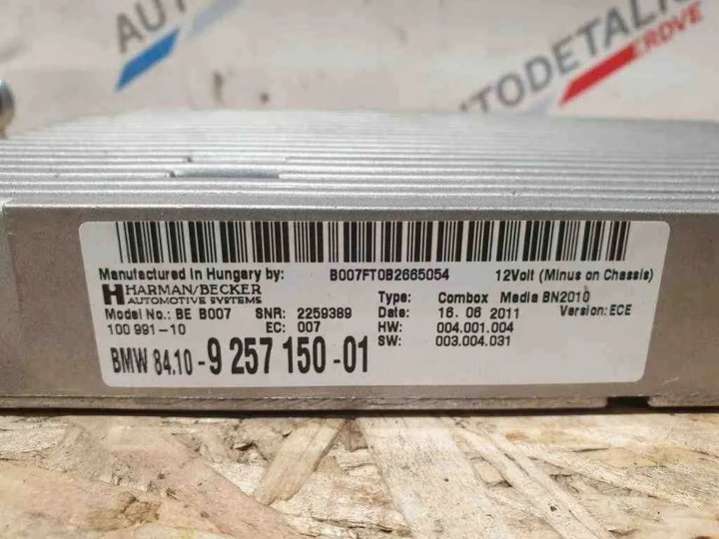 AUTO
AUTODETALIC
ERDVE
Manufactured in Hungary by: B007FT0B2665054 12Volt (Minus on Chassis)
HARMAN/BECKER
AUTOMOTIVE SYSTEMS
Type: Combox Media BN2010
Model No.: BE B007 SNR: 2259389 Date: 16. 06 2011 Version: ECE
100 991-10 EC: 007 HW: 004.001.004
SW: 003.004.031
BMW 84.10-9 257 150-01